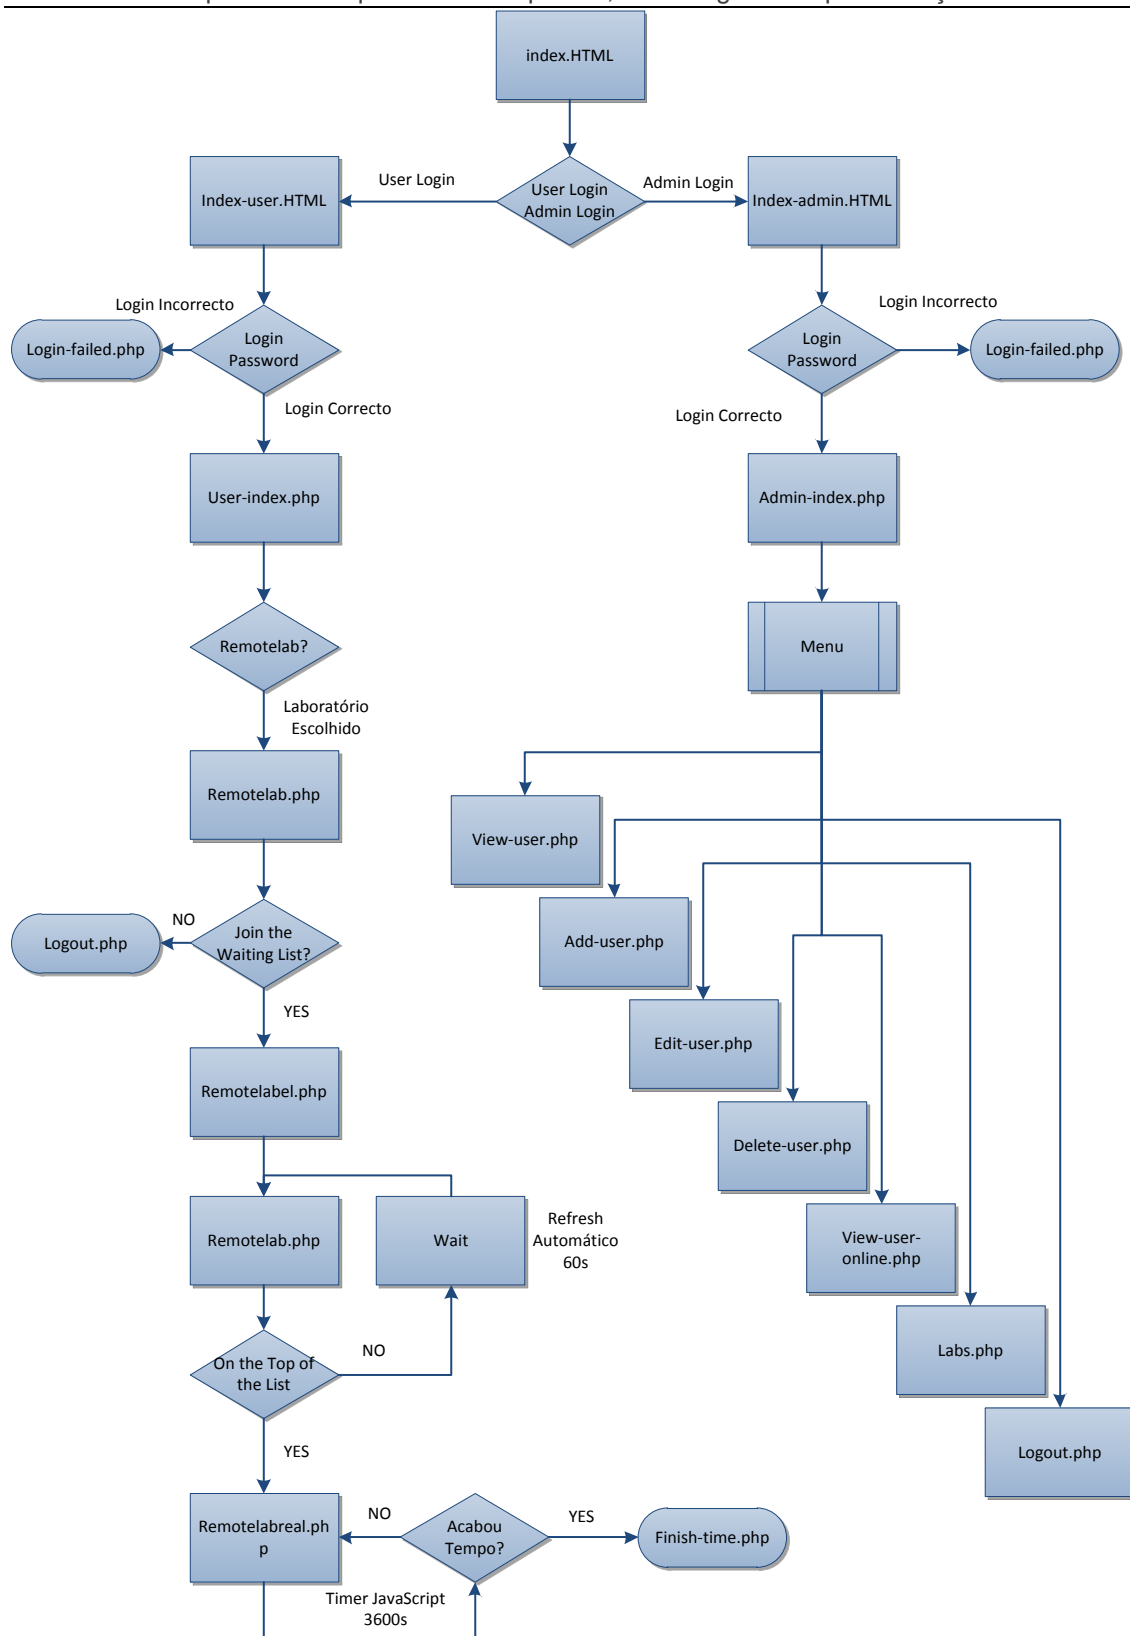 index.HTML
User Login
User Login
Admin Login
Admin Login
Index-user.HTML
Index-admin.HTML
Login Incorrecto
Login Incorrecto
Login-failed.php
Login
Password
Login
Password
Login-failed.php
Login Correcto
Login Correcto
User-index.php
Admin-index.php
Remotelab?
Menu
Laboratório
Escolhido
Remotelab.php
View-user.php
NO
Logout.php
Join the
Waiting List?
Add-user.php
YES
Edit-user.php
Remotelabel.php
Delete-user.php
Remotelab.php
Wait
Refresh
Automático
60s
View-user-
online.php
On the Top of
the List
NO
Labs.php
YES
Logout.php
Remotelabreal.ph
p
NO
Acabou
Tempo?
YES
Finish-time.php
Timer JavaScript
3600s